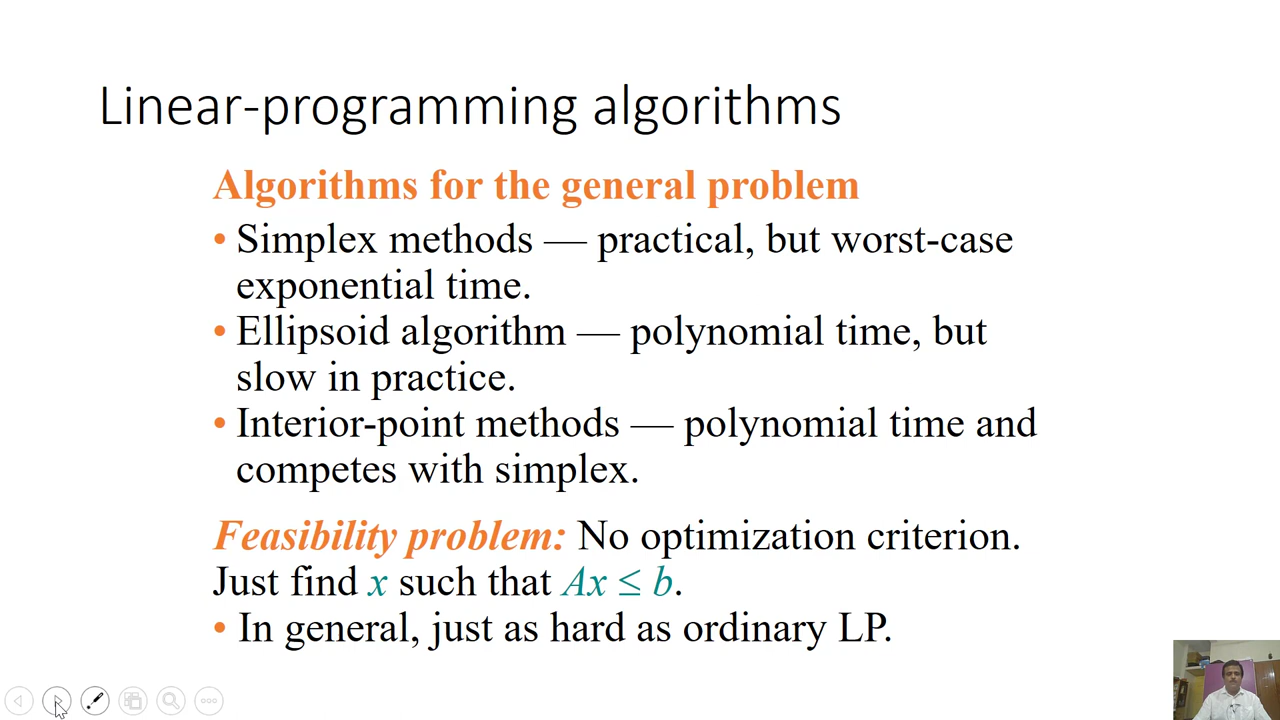 Linear-programming algorithms
Algorithms for the general problem
• Simplex methods — practical, but worst-case
exponential time.
• Ellipsoid algorithm — polynomial time, but
slow in practice.
• Interior-point methods — polynomial time and
competes with simplex.
Feasibility problem: No optimization criterion.
Just find x such that Ax ≤ b.
• In general, just as hard as ordinary LP.